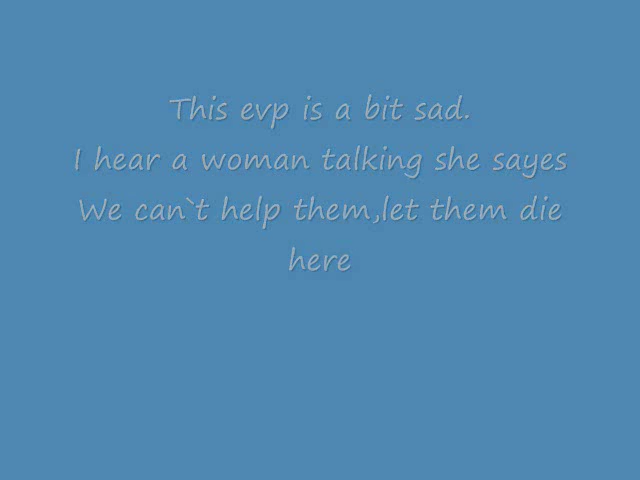 This evp is a bit sad.
I hear a woman talking she sayes
We can`t help them,let them die
here